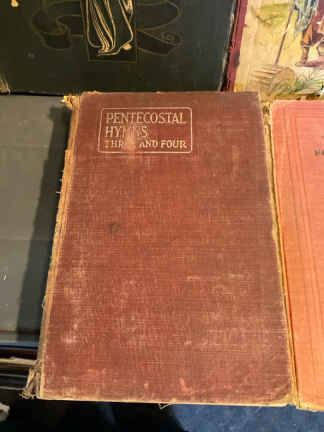 PENTECOSTAL
HYMNS
THREE AND FOUR